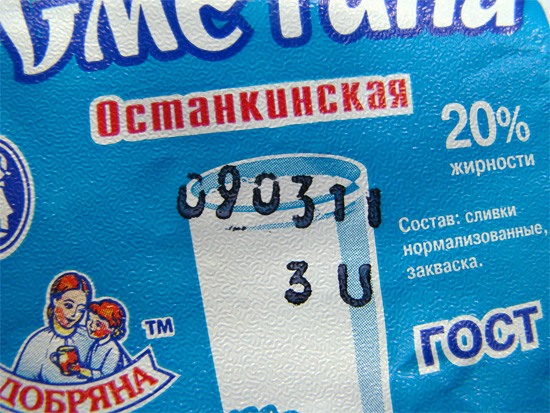 Сметана
Останкинская
20%
жирности
090311
3 U
Состав: сливки
нормализованные,
закваска.
ГОСТ
TM
ДОБРЯНА